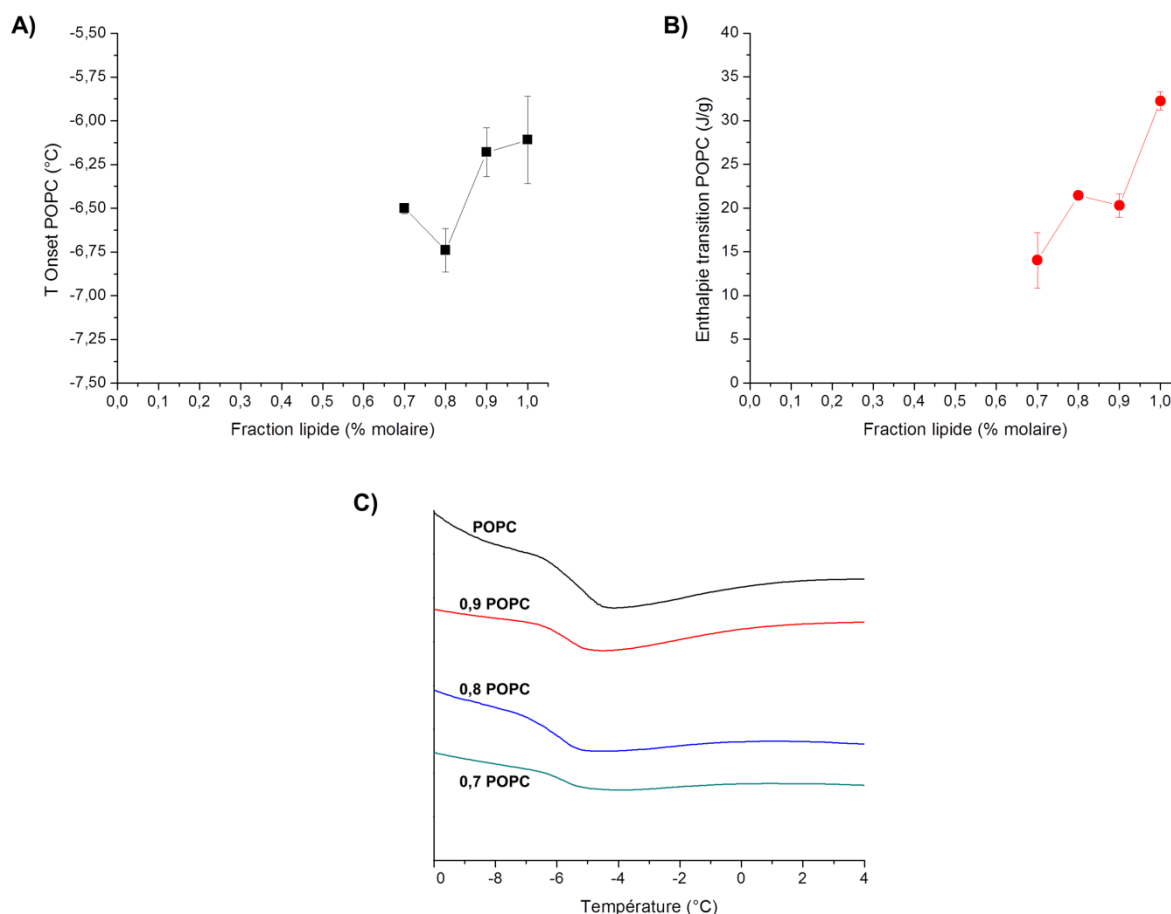 A)
-5,50
-5,75
-6,00
-6,25
-6,50
-6,75
-7,00
-7,25
-7,50
T Onset POPC (°C)
0,0 0,1 0,2 0,3 0,4 0,5 0,6 0,7 0,8 0,9 1,0
Fraction lipide (% molaire)
B)
40
35
30
25
20
15
10
5
0
Enthalpie transition POPC (J/g)
0,0 0,1 0,2 0,3 0,4 0,5 0,6 0,7 0,8 0,9 1,0
Fraction lipide (% molaire)
C)
POPC
0,9 POPC
0,8 POPC
0,7 POPC
0 -8 -6 -4 -2 0 2 4
Température (°C)